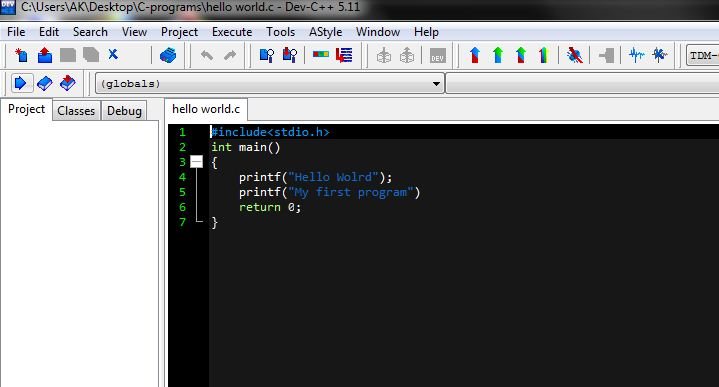 DEV C:\Users\AK\Desktop\C-programs\hello world.c - Dev-C++ 5.11
File Edit Search View Project Execute Tools AStyle Window Help
DEV TDM-
(globals)
Project Classes Debug hello world.c
1 #include<stdio.h>
2 int main()
3 {
4 printf("Hello Wolrd");
5 printf("My first program")
6 return 0;
7 }